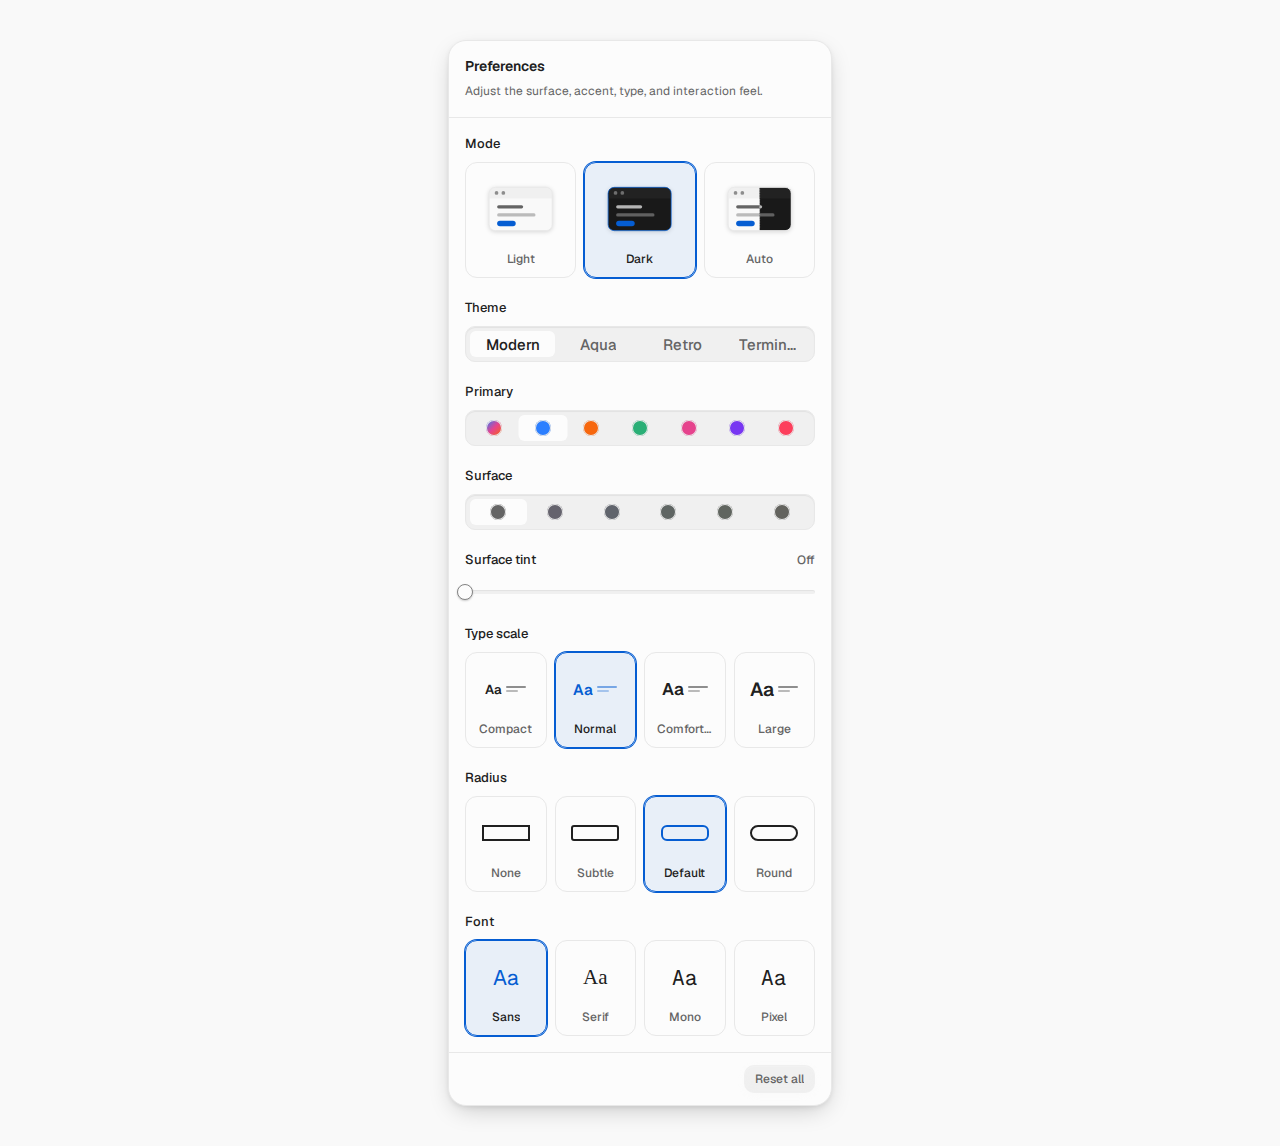 Preferences
Adjust the surface, accent, type, and interaction feel.
Mode
Light Dark Auto
Theme
Modern Aqua Retro Termin...
Primary
Surface
Surface tint Off
Type scale
Aa Aa Aa Aa
Compact Normal Comfort... Large
Radius
None Subtle Default Round
Font
Aa Aa Aa Aa
Sans Serif Mono Pixel
Reset all